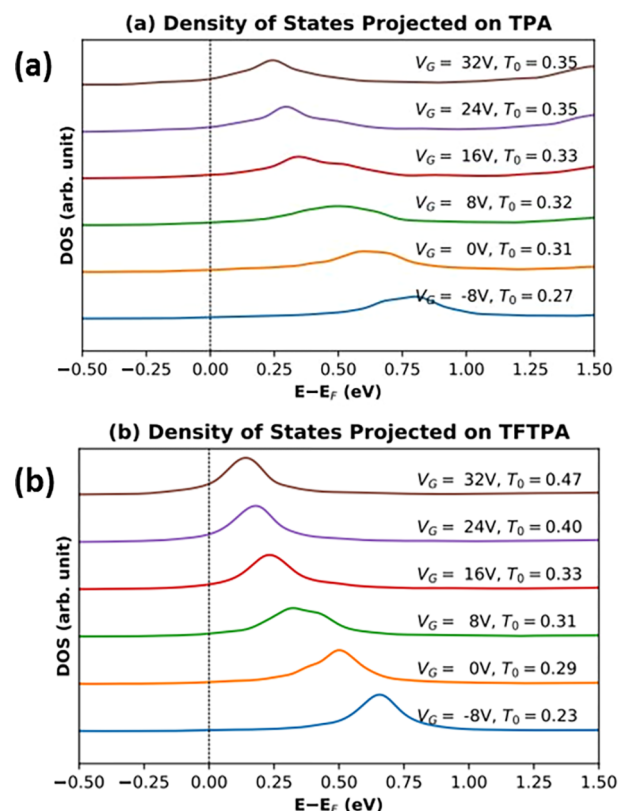 (a) Density of States Projected on TPA
(a)
V_G = 32V, T_0 = 0.35
V_G = 24V, T_0 = 0.35
V_G = 16V, T_0 = 0.33
V_G = 8V, T_0 = 0.32
V_G = 0V, T_0 = 0.31
V_G = -8V, T_0 = 0.27
DOS (arb. unit)
−0.50 −0.25 0.00 0.25 0.50 0.75 1.00 1.25 1.50
E−E_F (eV)
(b) Density of States Projected on TFTPA
(b)
V_G = 32V, T_0 = 0.47
V_G = 24V, T_0 = 0.40
V_G = 16V, T_0 = 0.33
V_G = 8V, T_0 = 0.31
V_G = 0V, T_0 = 0.29
V_G = -8V, T_0 = 0.23
DOS (arb. unit)
−0.50 −0.25 0.00 0.25 0.50 0.75 1.00 1.25 1.50
E−E_F (eV)